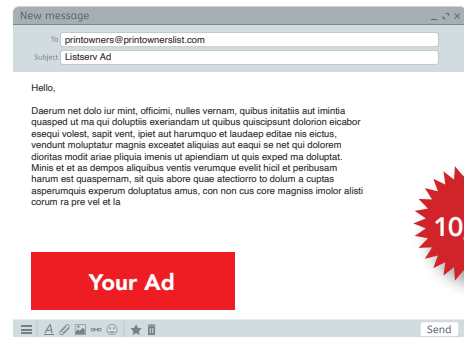 New message
To printowners@printownerslist.com
Subject Listserv Ad
Hello,
Daerum net dolo iur mint, officimi, nulles vernam, quibus initatiis aut imintia
quasped ut ma qui doluptiis exeriandam ut quibus quiscipsunt dolorion eicabor
esequi volest, sapit vent, ipiet aut harumquo et laudaep editae nis eictus,
vendunt moluptatur magnis exceatet aliquias aut eaqui se net qui dolorem
dioritas modit ariae pliquia imenis ut apiendiam ut quis exped ma doluptat.
Minis et et as dempos aliquibus ventis verumque evelit hicil et peribusam
harum est quaspernam, sit quis abore quae atectiorro to dolum a cuptas
asperumquis experum doluptatus amus, con non cus core magniss imolor alisti
corum ra pre vel et la
10
Your Ad
Send